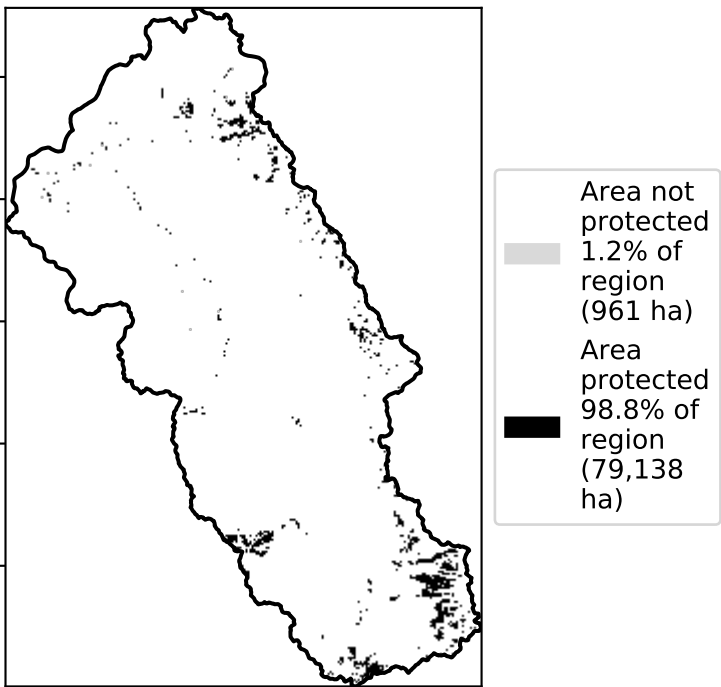 Area not
protected
1.2% of
region
(961 ha)
Area
protected
98.8% of
region
(79,138
ha)